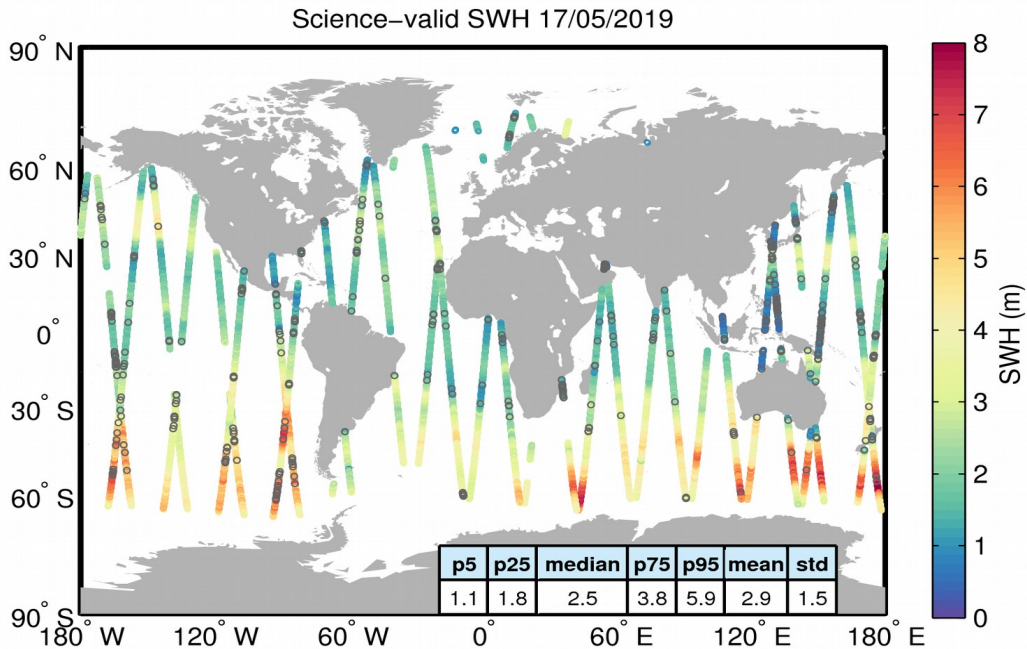 Science−valid SWH 17/05/2019
90° N
60° N
30° N
0°
30° S
60° S
90° S
180° W
120° W
60° W
0°
60° E
120° E
180° E
p5 p25 median p75 p95 mean std
1.1 1.8 2.5 3.8 5.9 2.9 1.5
8
7
6
5
4
3
2
1
0
SWH (m)